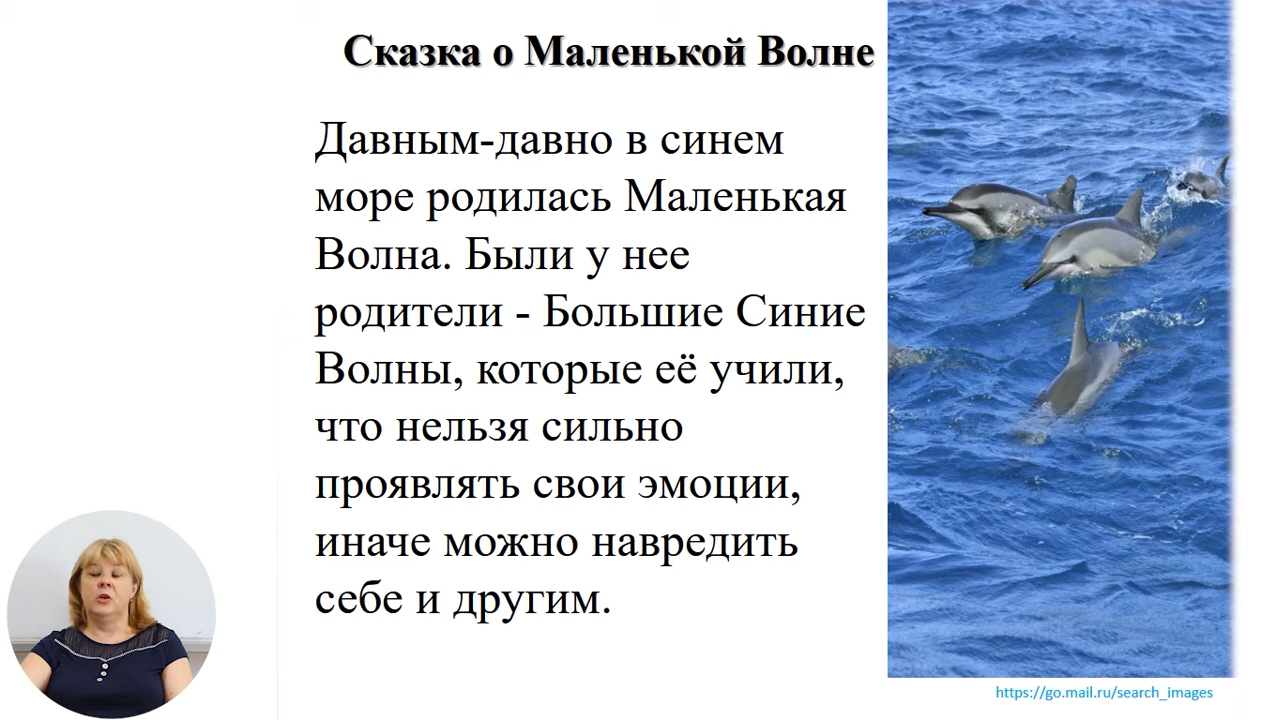 Сказка о Маленькой Волне
Давным-давно в синем
море родилась Маленькая
Волна. Были у нее
родители - Большие Синие
Волны, которые её учили,
что нельзя сильно
проявлять свои эмоции,
иначе можно навредить
себе и другим.
https://go.mail.ru/search_images